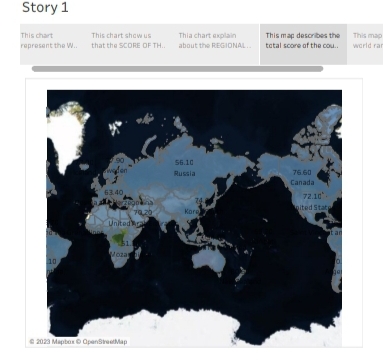 Story 1
This chart
represent the W..
This chart show us
that the SCORE OF TH..
This chart explain
about the REGIONAL ..
This map describes the
total score of the cou..
This map
world ran
7.90
56.10
Russia
76.60
Canada
63.40
72.10
United State
70.20
Kore
United Ara
Mozam
© 2023 Mapbox © OpenStreetMap